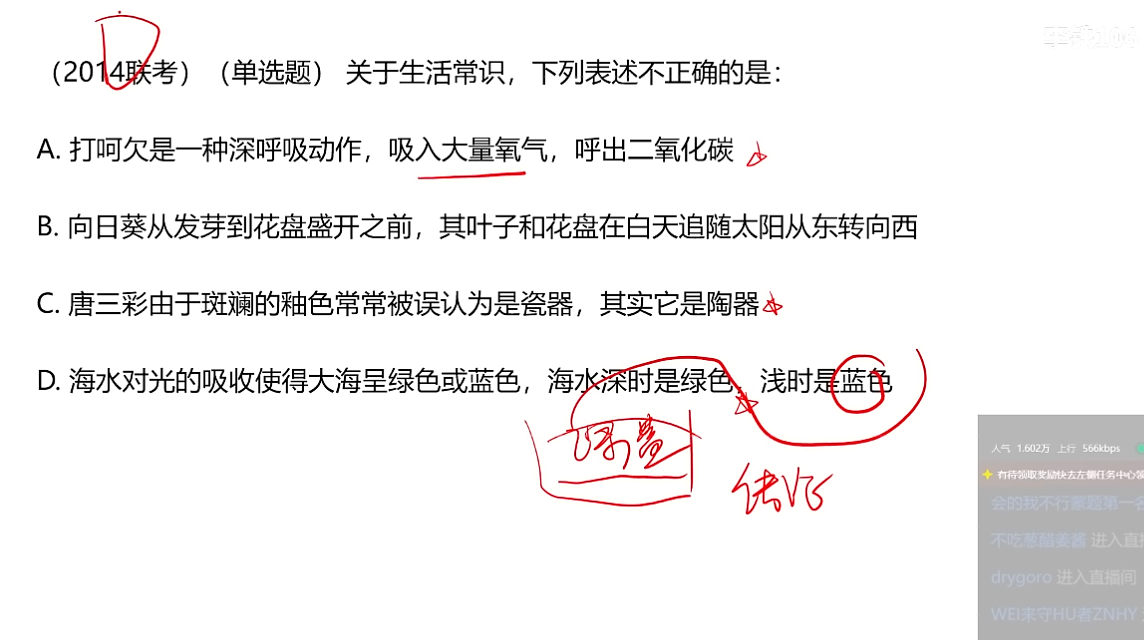 D
（2014联考）（单选题） 关于生活常识，下列表述不正确的是：
A. 打呵欠是一种深呼吸动作，吸入大量氧气，呼出二氧化碳
B. 向日葵从发芽到花盘盛开之前，其叶子和花盘在白天追随太阳从东转向西
C. 唐三彩由于斑斓的釉色常常被误认为是瓷器，其实它是陶器
D. 海水对光的吸收使得大海呈绿色或蓝色，海水深时是绿色，浅时是蓝色
人气 1.602万 上行 566kbps
有待领取奖励快去左侧任务中心领
会的我不行蒙题第一名
不吃葱醋姜酱 进入直播
drygoro 进入直播间
WEI来守HU者ZNHY